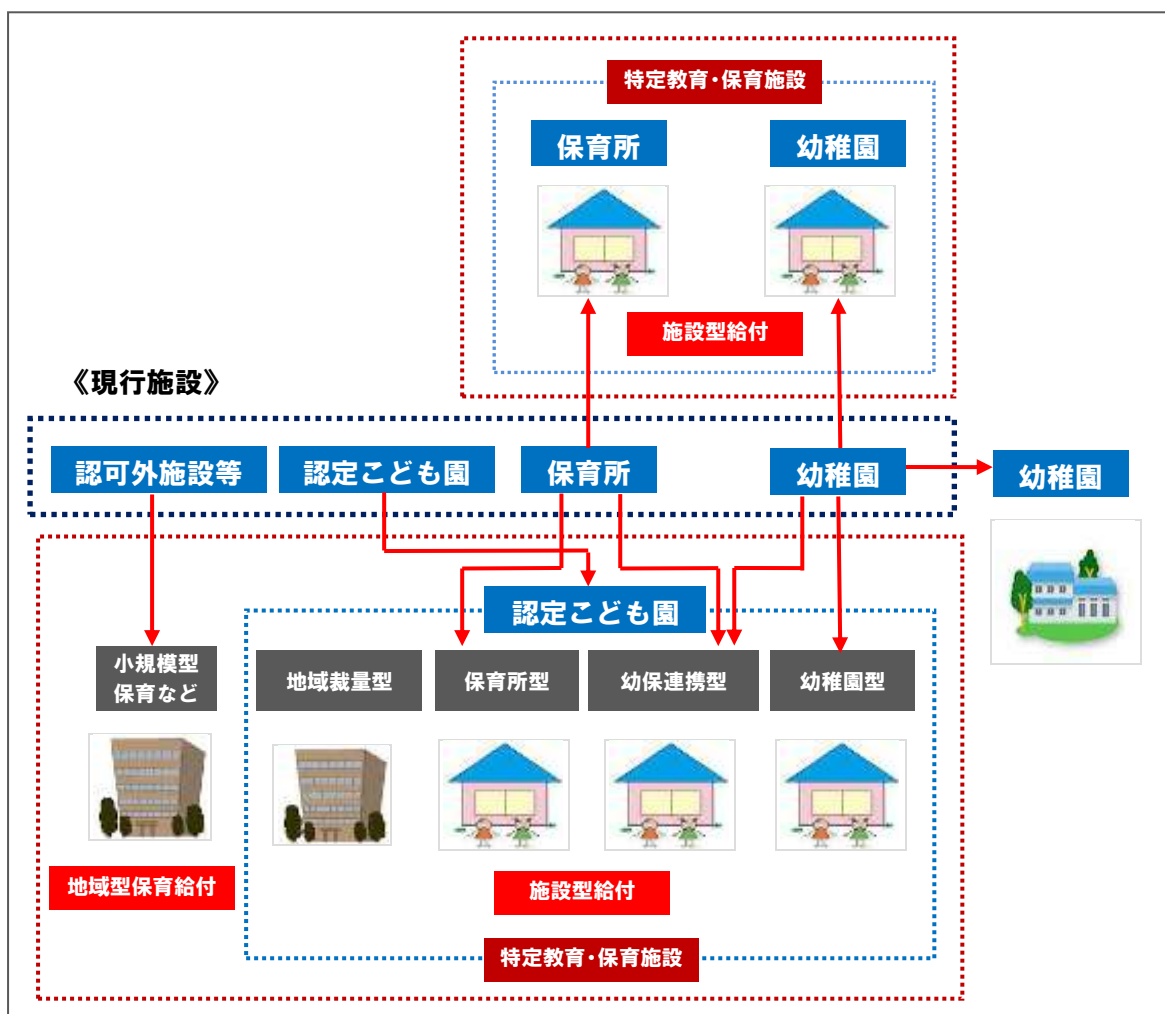 特定教育・保育施設
保育所
幼稚園
施設型給付
《現行施設》
認可外施設等
認定こども園
保育所
幼稚園
幼稚園
認定こども園
小規模型
保育など
地域裁量型
保育所型
幼保連携型
幼稚園型
地域型保育給付
施設型給付
特定教育・保育施設